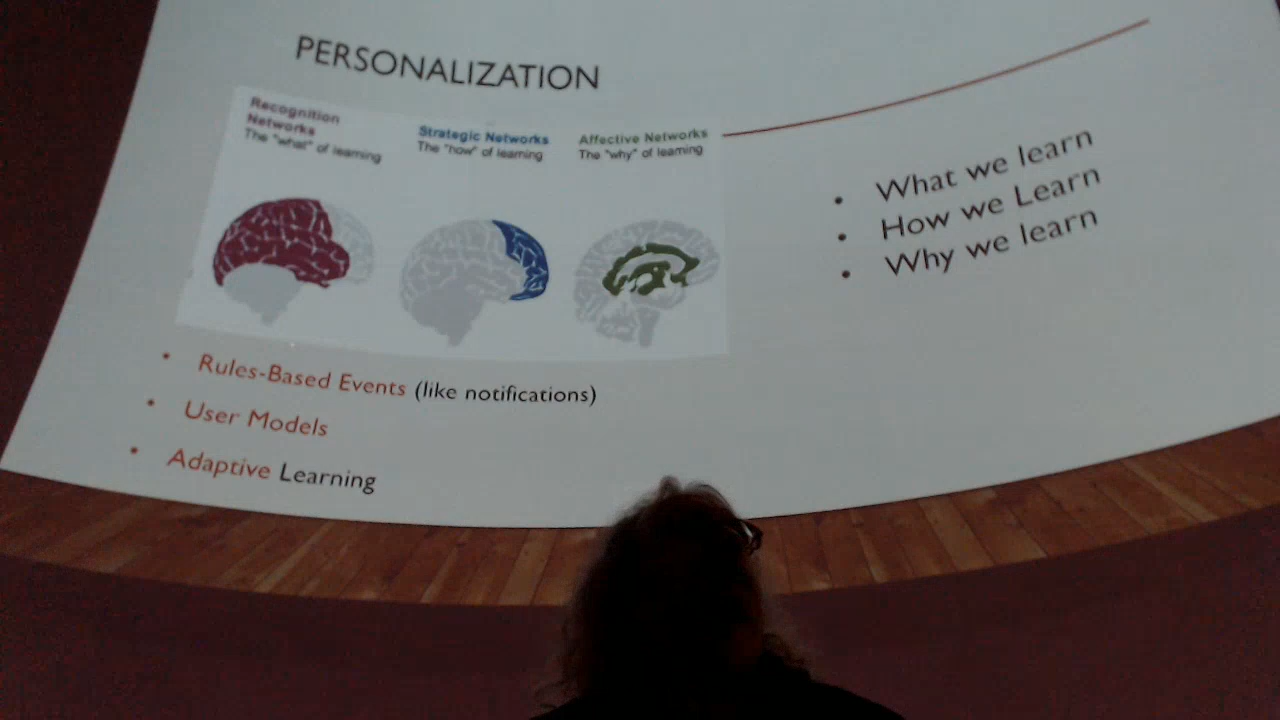 PERSONALIZATION
Recognition
Networks
The "what" of learning
Strategic Networks
The "how" of learning
Affective Networks
The "why" of learning
• What we learn
• How we Learn
• Why we learn
• Rules-Based Events (like notifications)
• User Models
• Adaptive Learning